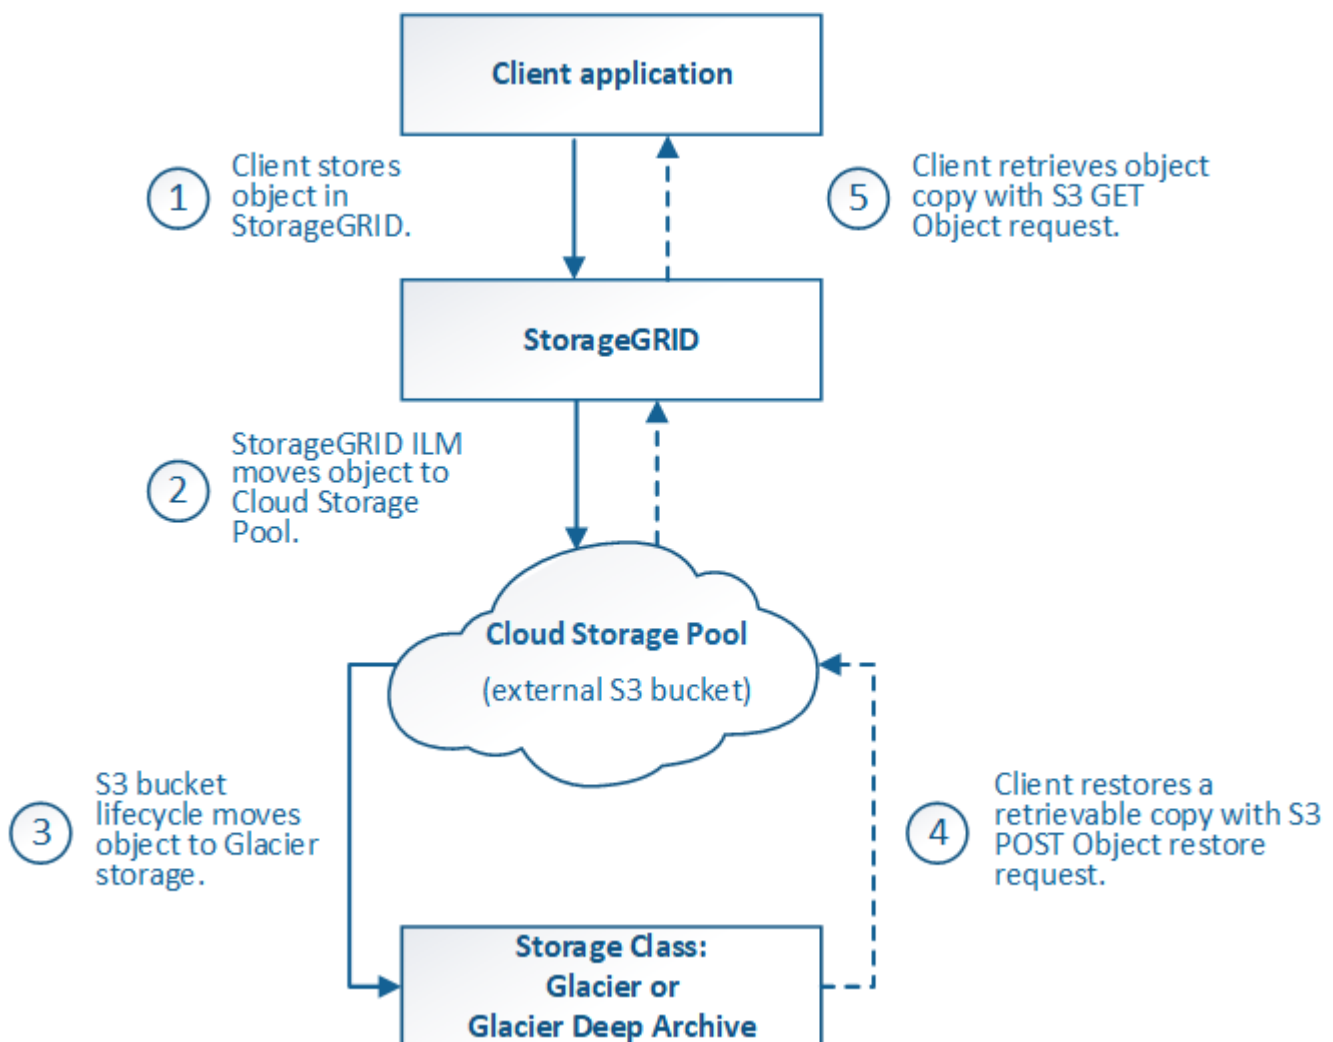 Client application
1
Client stores
object in
StorageGRID.
5
Client retrieves object
copy with S3 GET
Object request.
StorageGRID
2
StorageGRID ILM
moves object to
Cloud Storage
Pool.
Cloud Storage Pool
(external S3 bucket)
3
S3 bucket
lifecycle moves
object to Glacier
storage.
4
Client restores a
retrievable copy with S3
POST Object restore
request.
Storage Class:
Glacier or
Glacier Deep Archive